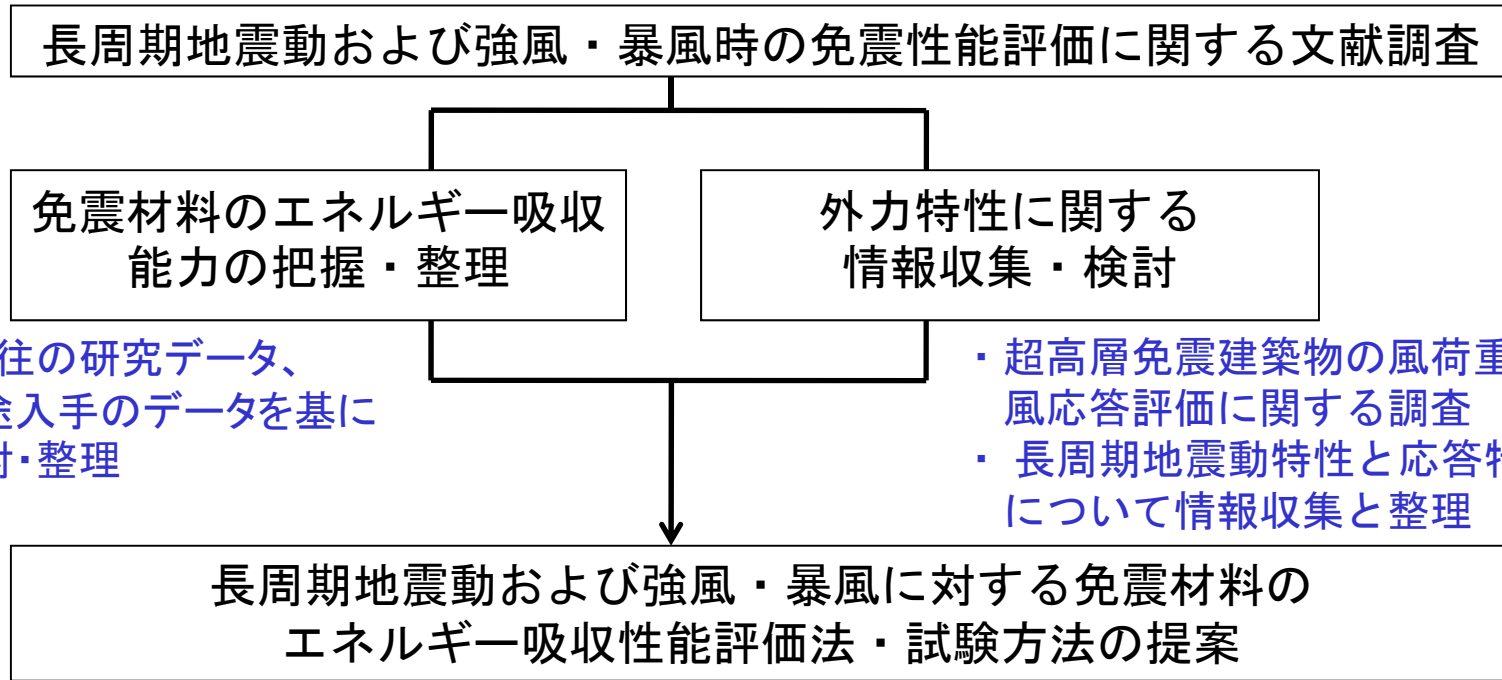 長周期地震動および強風・暴風時の免震性能評価に関する文献調査
免震材料のエネルギー吸収
能力の把握・整理
外力特性に関する
情報収集・検討
往の研究データ、
途入手のデータを基に
討・整理
・超高層免震建築物の風荷重
風応答評価に関する調査
・ 長周期地震動特性と応答特
について情報収集と整理
長周期地震動および強風・暴風に対する免震材料の
エネルギー吸収性能評価法・試験方法の提案